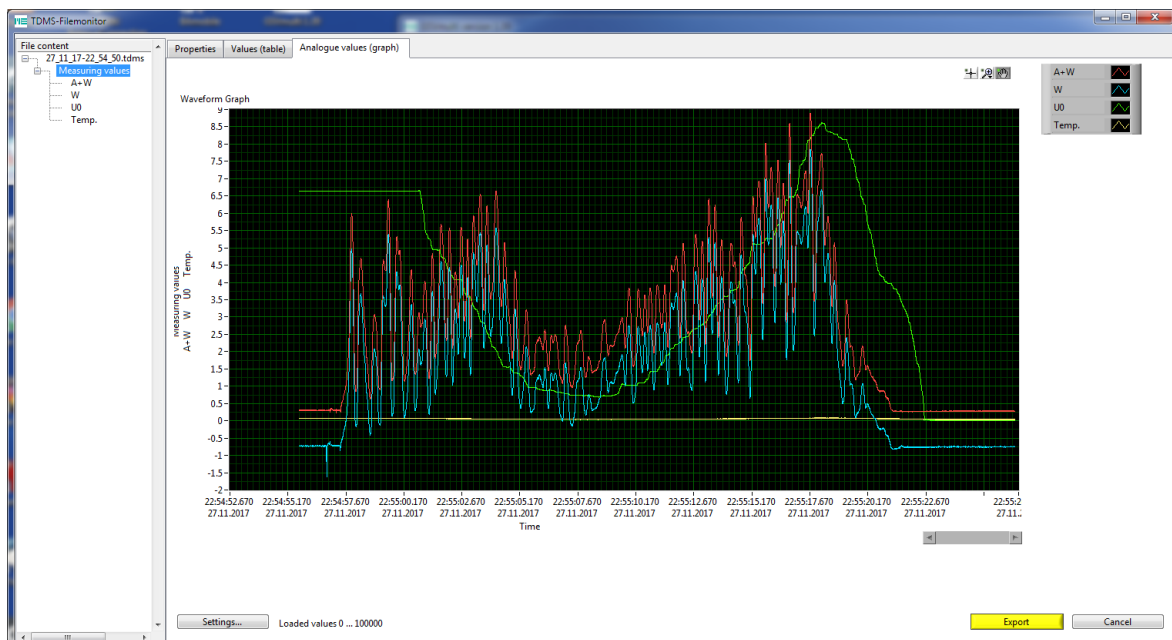 TDMS-Filemonitor
File content
27_11_17-22_54_50.tdms
Measuring values
A+W
W
U0
Temp.
Properties
Values (table)
Analogue values (graph)
A+W
W
U0
Temp.
Waveform Graph
9
8.5
8
7.5
7
6.5
6
5.5
5
4.5
4
3.5
3
2.5
2
1.5
1
0.5
0
-0.5
-1
-1.5
-2
Measuring values
A+W W U0 Temp.
22:54:52.670 22:54:55.170 22:54:57.670 22:55:00.170 22:55:02.670 22:55:05.170 22:55:07.670 22:55:10.170 22:55:12.670 22:55:15.170 22:55:17.670 22:55:20.170 22:55:22.670 22:55:2
27.11.2017 27.11.2017 27.11.2017 27.11.2017 27.11.2017 27.11.2017 27.11.2017 27.11.2017 27.11.2017 27.11.2017 27.11.2017 27.11.2017 27.11.2017 27.11.:
Time
Settings...
Loaded values 0 ... 100000
Export
Cancel